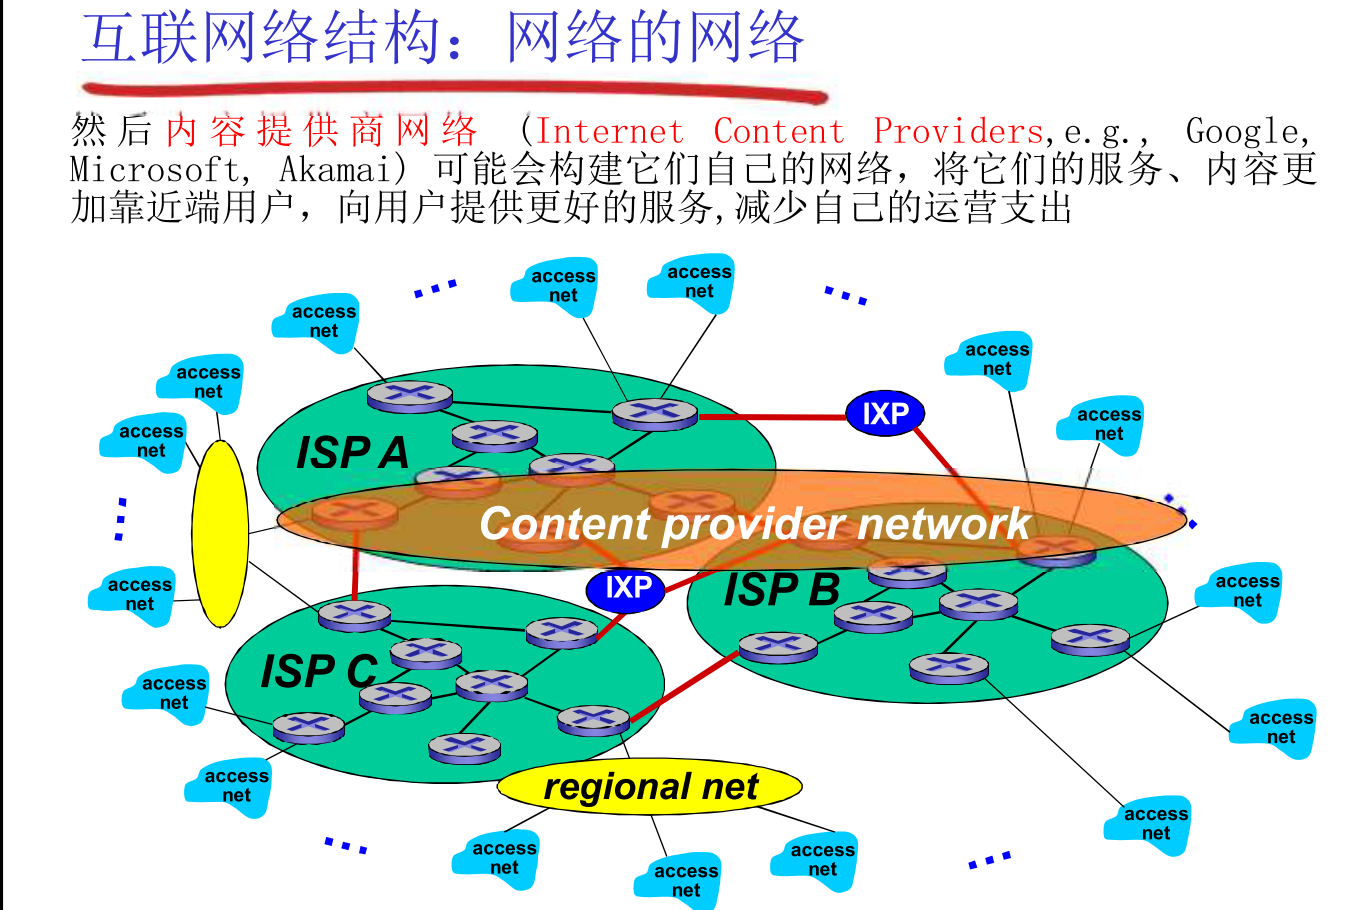 互联网络结构：网络的网络
然后内容提供商网络 (Internet Content Providers,e.g., Google,
Microsoft, Akamai) 可能会构建它们自己的网络，将它们的服务、内容更
加靠近端用户，向用户提供更好的服务,减少自己的运营支出
access
net
access
net
access
net
access
net
access
net
access
net
access
net
IXP
ISP A
Content provider network
access
net
IXP
ISP B
access
net
ISP C
access
net
access
net
access
net
regional net
access
net
access
net
access
net
access
net